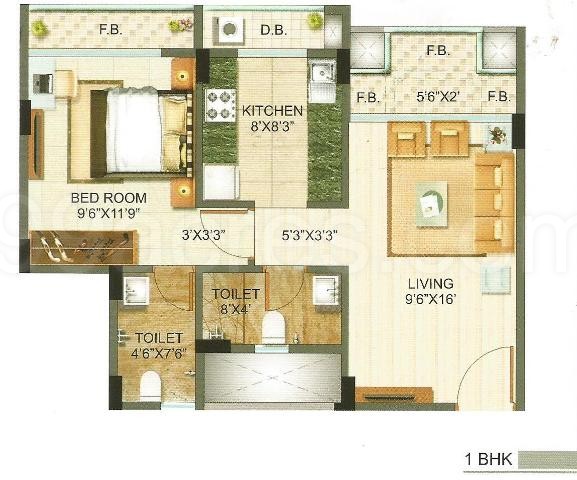 F.B.
D.B.
F.B.
F.B.
5'6"X2'
F.B.
KITCHEN
8'X8'3"
BED ROOM
9'6"X11'9"
3'X3'3"
5'3"X3'3"
TOILET
8'X4'
LIVING
9'6"X16'
TOILET
4'6"X7'6"
1 BHK